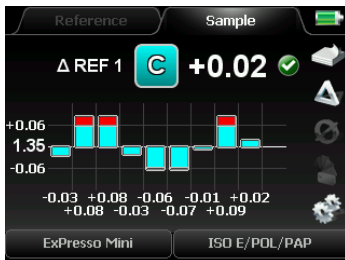 Reference Sample
Δ REF 1 C +0.02
+0.06
1.35
-0.06
-0.03 +0.08 -0.06 -0.01 +0.02
+0.08 -0.03 -0.07 +0.09
ExPresso Mini ISO E/POL/PAP